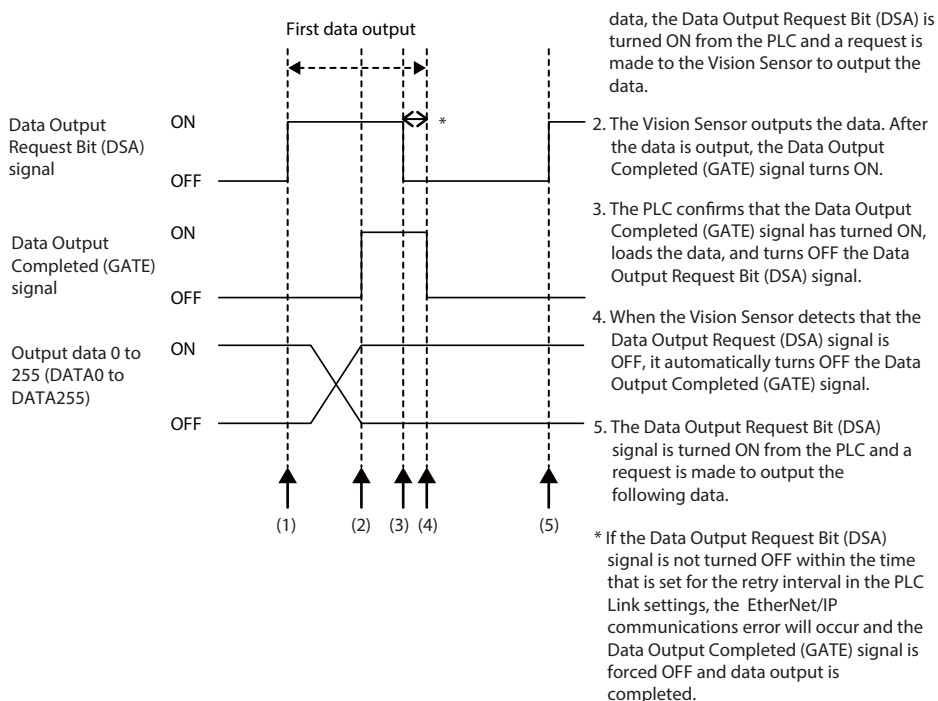 First data output
Data Output
Request Bit (DSA)
signal
ON
OFF
*
Data Output
Completed (GATE)
signal
ON
OFF
Output data 0 to
255 (DATA0 to
DATA255)
ON
OFF
(1)
(2)
(3)
(4)
(5)
data, the Data Output Request Bit (DSA) is
turned ON from the PLC and a request is
made to the Vision Sensor to output the
data.
2. The Vision Sensor outputs the data. After
the data is output, the Data Output
Completed (GATE) signal turns ON.
3. The PLC confirms that the Data Output
Completed (GATE) signal has turned ON,
loads the data, and turns OFF the Data
Output Request Bit (DSA) signal.
4. When the Vision Sensor detects that the
Data Output Request (DSA) signal is
OFF, it automatically turns OFF the Data
Output Completed (GATE) signal.
5. The Data Output Request Bit (DSA)
signal is turned ON from the PLC and a
request is made to output the
following data.
* If the Data Output Request Bit (DSA)
signal is not turned OFF within the time
that is set for the retry interval in the PLC
Link settings, the EtherNet/IP
communications error will occur and the
Data Output Completed (GATE) signal is
forced OFF and data output is
completed.